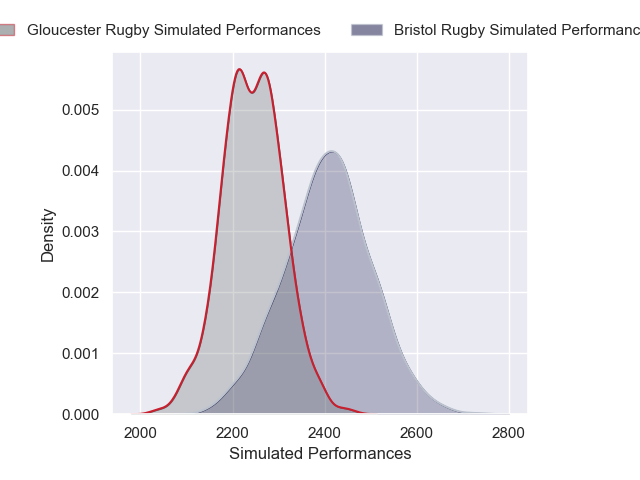 Gloucester Rugby Simulated Performances Bristol Rugby Simulated Performanc
0.005
0.004
0.003
0.002
0.001
0.000
Density
2000 2200 2400 2600 2800
Simulated Performances